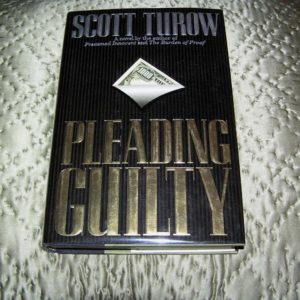 SCOTT TUROW
A novel by the author of
Presumed Innocent and The Burden of Proof
PLEADING
GUILTY